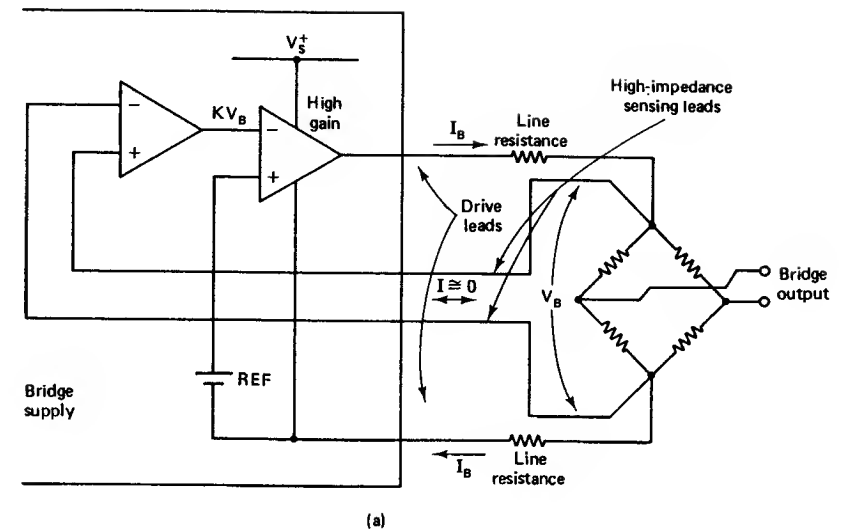 V_S^+
High
gain
KV_B
−
+
−
+
I_B
Line
resistance
High-impedance
sensing leads
Drive
leads
I ≅ 0
V_B
Bridge
output
REF
Bridge
supply
I_B
Line
resistance
(a)